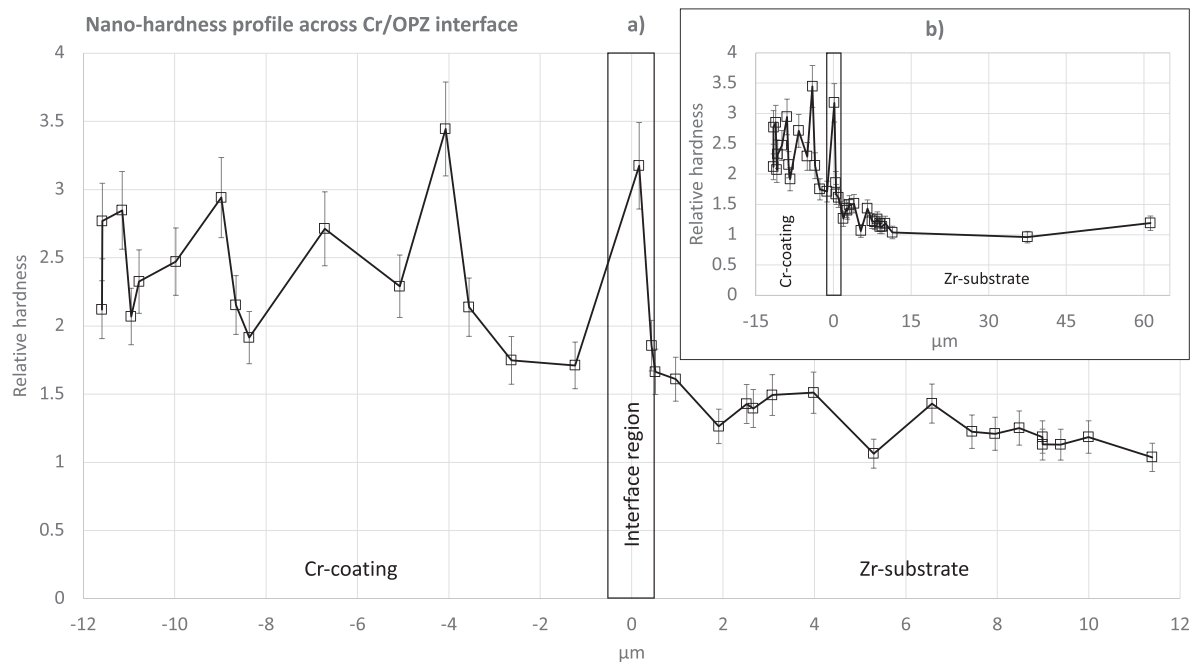 Nano-hardness profile across Cr/OPZ interface
a)
4
3.5
3
2.5
2
1.5
1
0.5
0
Relative hardness
-12 -10 -8 -6 -4 -2 0 2 4 6 8 10 12
μm
Cr-coating
Interface region
Zr-substrate
b)
4
3.5
3
2.5
2
1.5
1
0.5
0
Relative hardness
Cr-coating
Zr-substrate
-15 0 15 30 45 60
μm